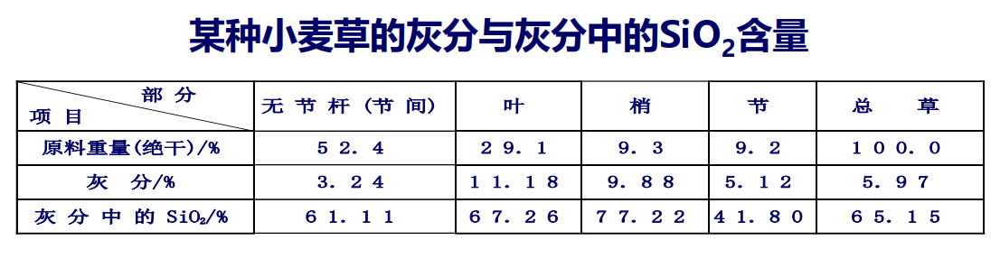 某种小麦草的灰分与灰分中的SiO₂含量
部分
项目
无节杆(节间) 叶 梢 节 总 草
原料重量(绝干)/% 52.4 29.1 9.3 9.2 100.0
灰 分/% 3.24 11.18 9.88 5.12 5.97
灰分中的 SiO₂/% 61.11 67.26 77.22 41.80 65.15